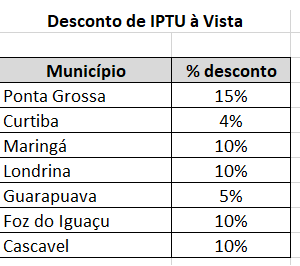 Desconto de IPTU à Vista
Município % desconto
Ponta Grossa 15%
Curtiba 4%
Maringá 10%
Londrina 10%
Guarapuava 5%
Foz do Iguaçu 10%
Cascavel 10%